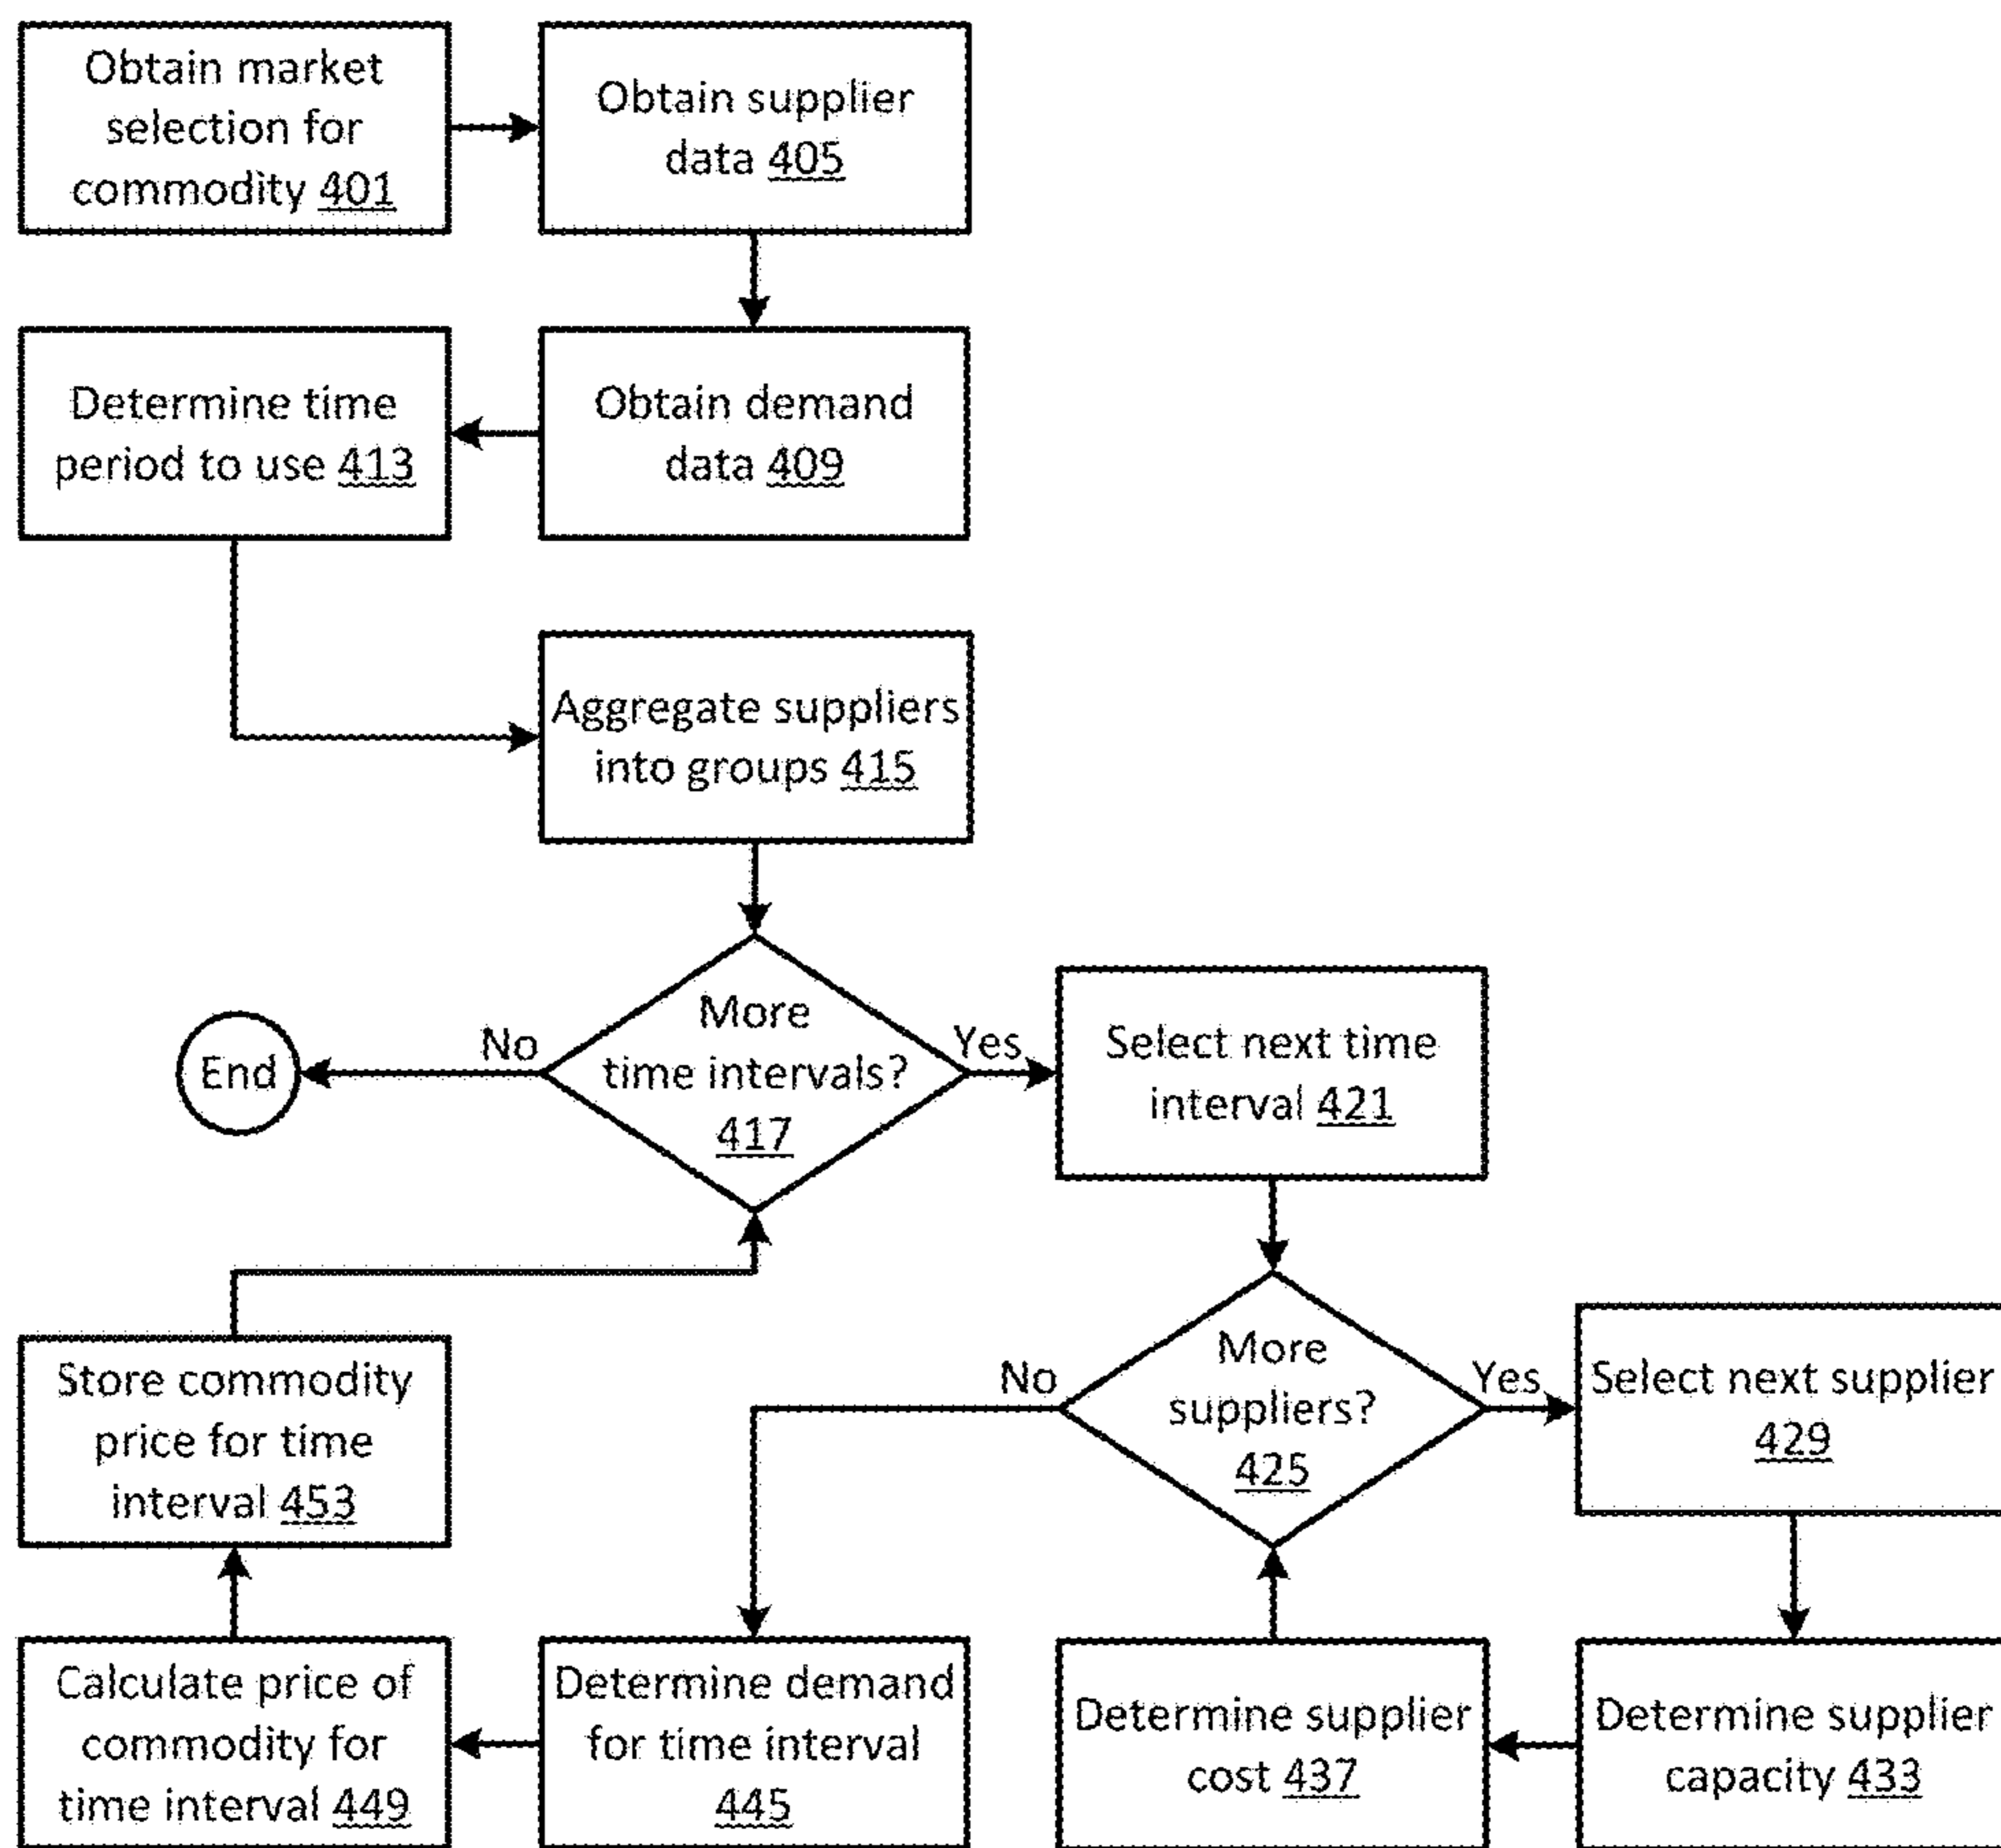 Obtain market
selection for
commodity 401
Obtain supplier
data 405
Determine time
period to use 413
Obtain demand
data 409
Aggregate suppliers
into groups 415
End
No
More
time intervals?
417
Yes
Select next time
interval 421
No
More
suppliers?
425
Yes
Select next supplier
429
Store commodity
price for time
interval 453
Calculate price of
commodity for
time interval 449
Determine demand
for time interval
445
Determine supplier
cost 437
Determine supplier
capacity 433